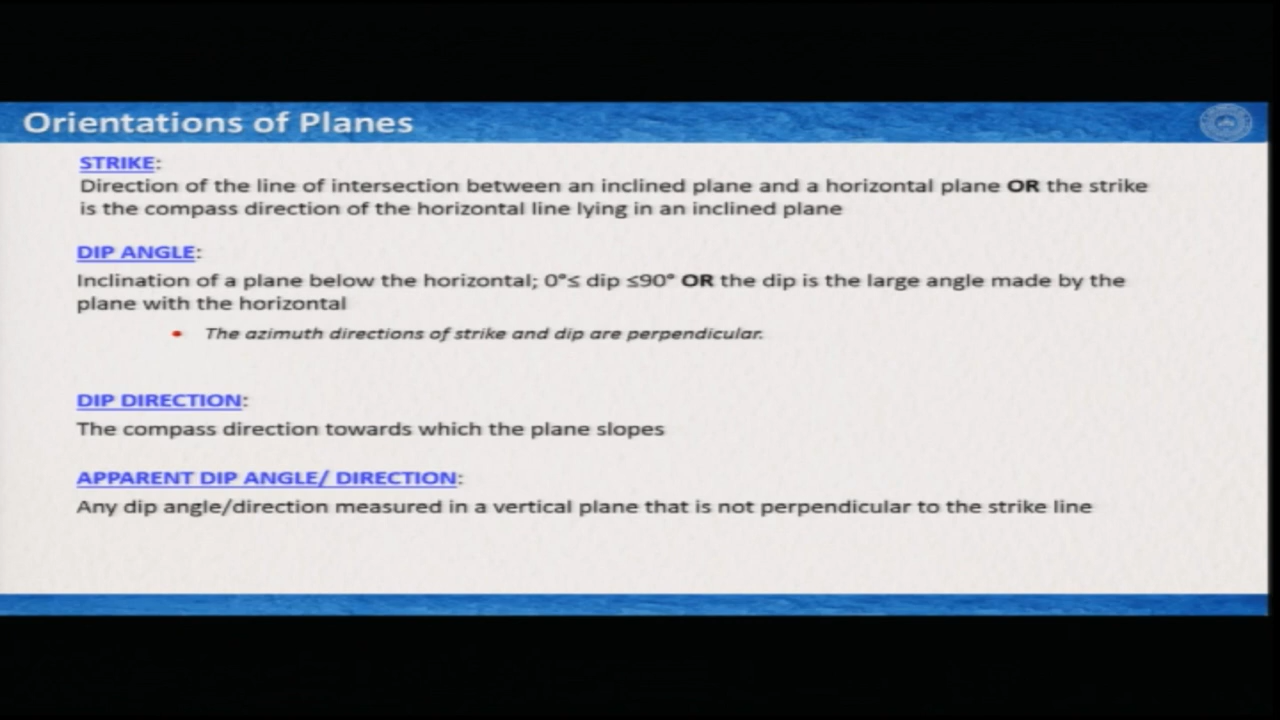 Orientations of Planes
STRIKE:
Direction of the line of intersection between an inclined plane and a horizontal plane OR the strike
is the compass direction of the horizontal line lying in an inclined plane
DIP ANGLE:
Inclination of a plane below the horizontal; 0°≤ dip ≤90° OR the dip is the large angle made by the
plane with the horizontal
• The azimuth directions of strike and dip are perpendicular.
DIP DIRECTION:
The compass direction towards which the plane slopes
APPARENT DIP ANGLE/ DIRECTION:
Any dip angle/direction measured in a vertical plane that is not perpendicular to the strike line